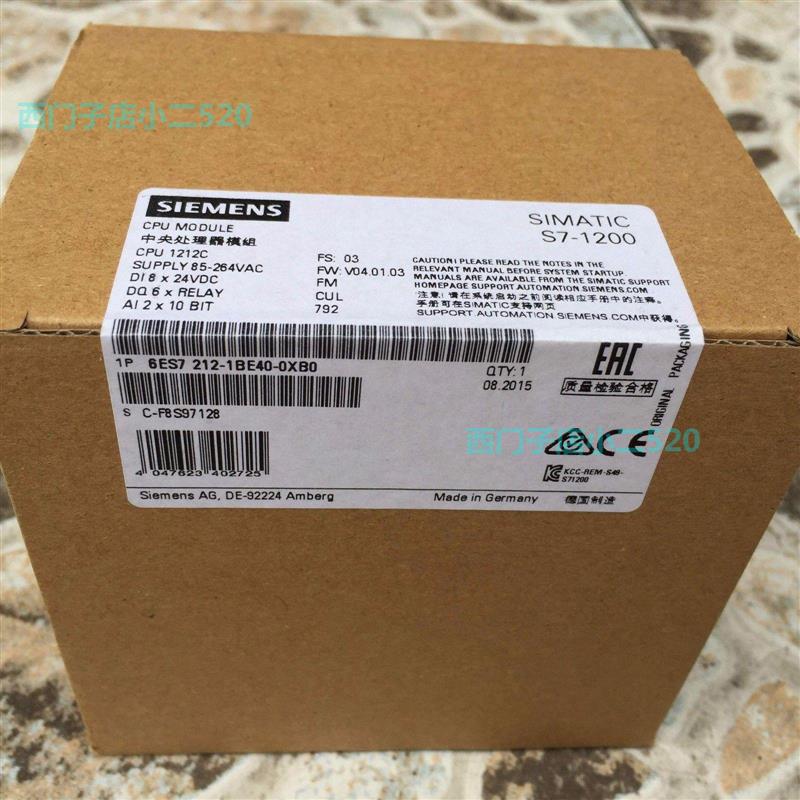 西门子店小二520
SIEMENS
CPU MODULE
中央处理器模组
CPU 1212C
SUPPLY 85-264VAC
DI 8 x 24VDC
DQ 6 x RELAY
AI 2 x 10 BIT
FS: 03
FW: V04.01.03
FM
CUL
792
SIMATIC
S7-1200
CAUTION! PLEASE READ THE NOTES IN THE
RELEVANT MANUAL BEFORE SYSTEM STARTUP.
MANUALS ARE AVAILABLE FROM THE SIMATIC SUPPORT
HOMEPAGE SUPPORT.AUTOMATION.SIEMENS.COM
注意! 请在系统启动之前阅读相应手册中的注释。
手册可在SIMATIC支持网页
SUPPORT AUTOMATION SIEMENS.COM中获得。
1P 6ES7 212-1BE40-0XB0
QTY: 1
08.2015
EAC
质量检验合格
ORIGINAL PACKAGING
S C-F8S97128
西门子店小二520
CE
4 047623 402725
KCC-REM-S49-
S71200
Siemens AG, DE-92224 Amberg
Made in Germany
德国制造